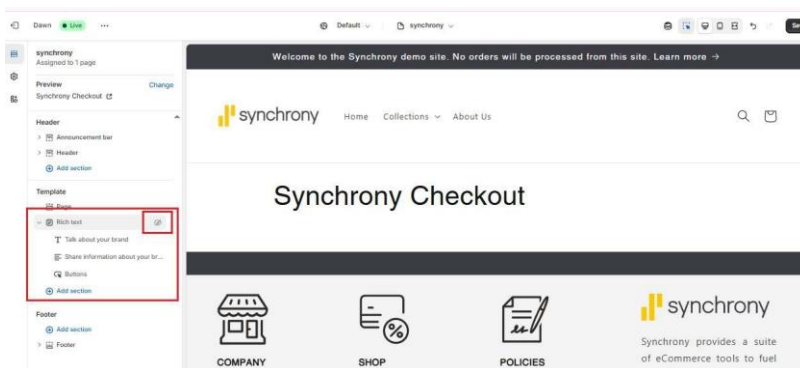 Dawn
Live
Default
synchrony
synchrony
Assigned to 1 page
Preview
Change
Synchrony Checkout
Header
Announcement bar
Header
Add section
Template
Page
Rich text
Talk about your brand
Share information about your br...
Buttons
Add section
Footer
Add section
Footer
Welcome to the Synchrony demo site. No orders will be processed from this site. Learn more →
synchrony
Home Collections About Us
Synchrony Checkout
COMPANY
SHOP
POLICIES
synchrony
Synchrony provides a suite
of eCommerce tools to fuel